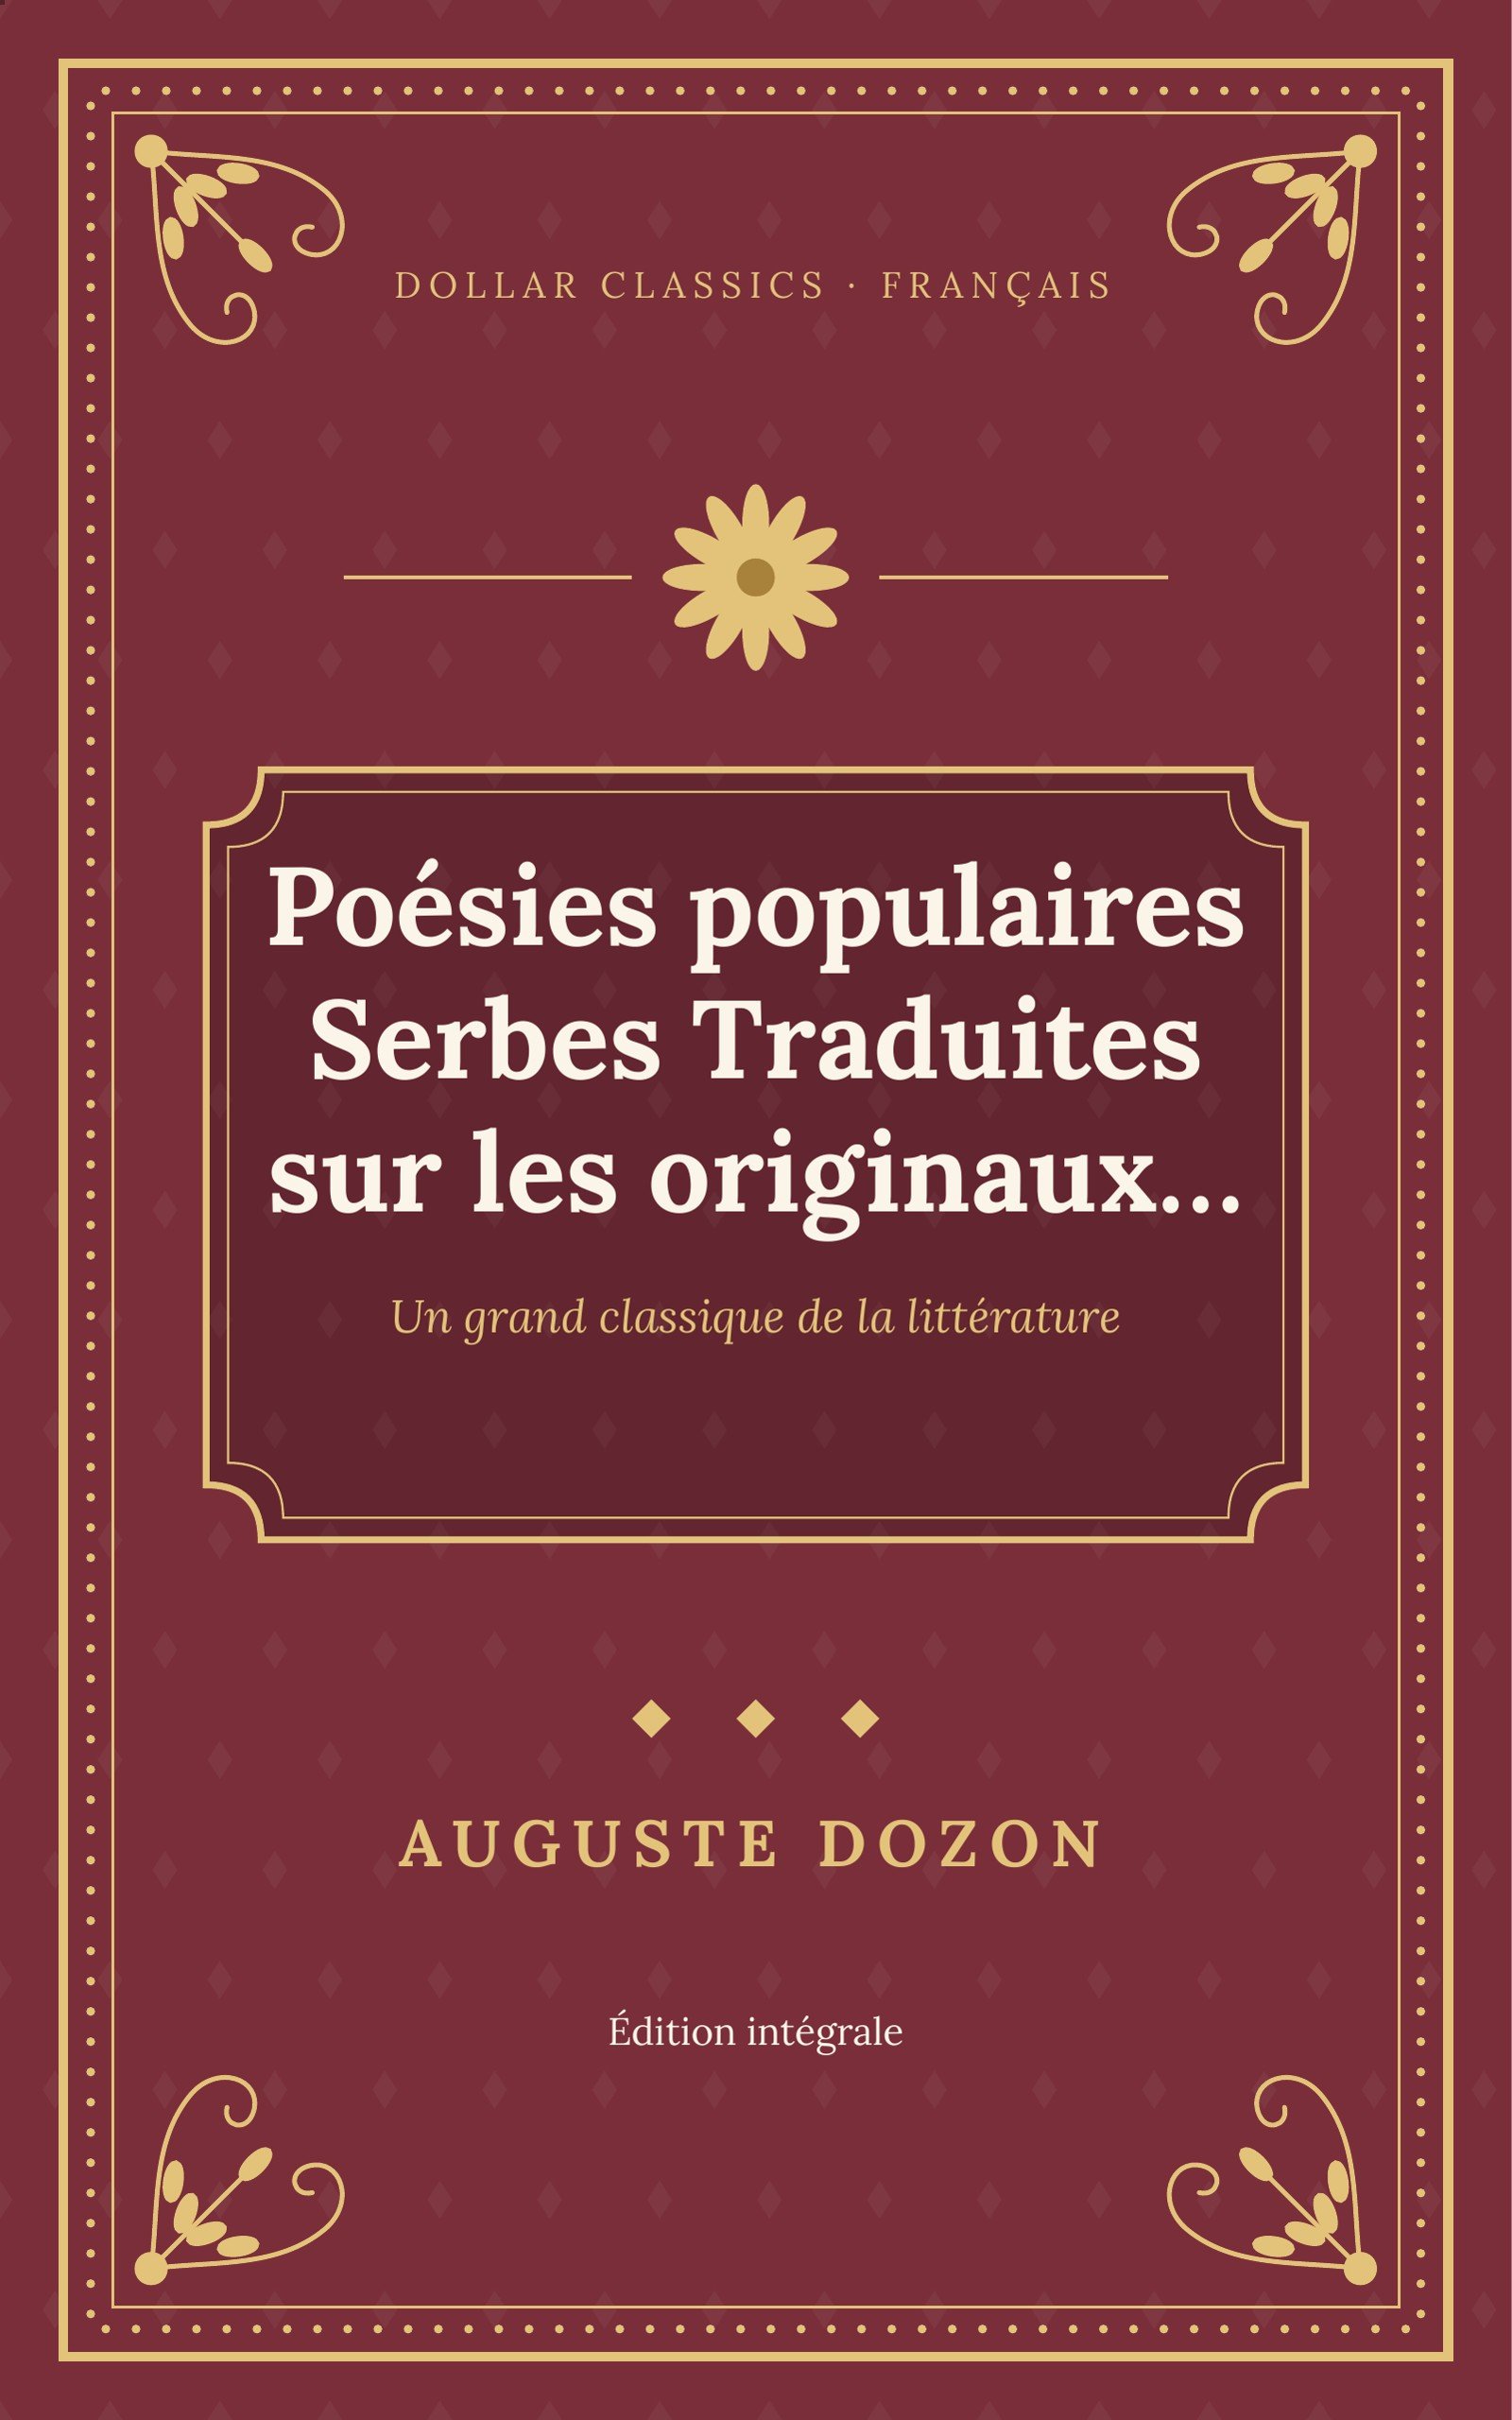 DOLLAR CLASSICS · FRANÇAIS
Poésies populaires
Serbes Traduites
sur les originaux...
Un grand classique de la littérature
AUGUSTE DOZON
Édition intégrale